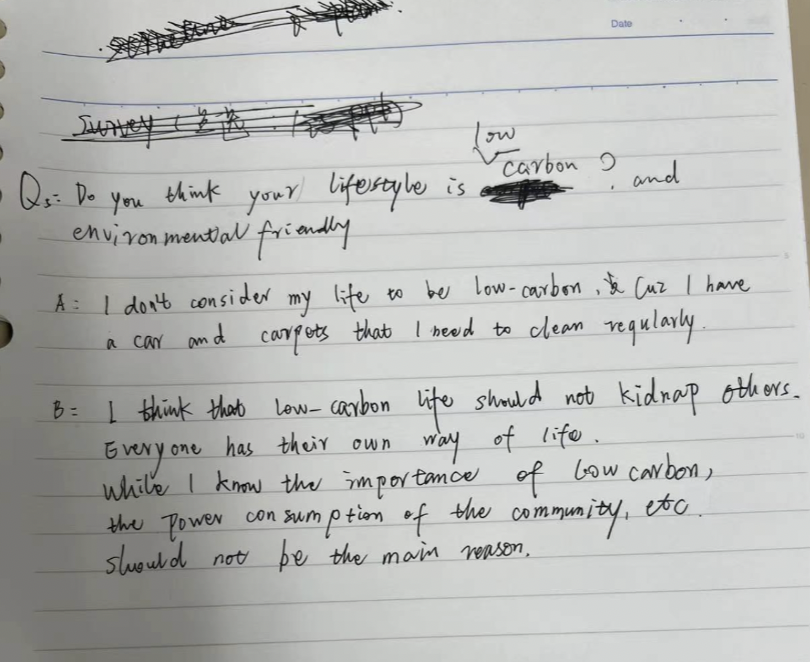 Date
Survey (
low
Q3: Do you think your lifestyle is carbon? and
environmental friendly
A: I don't consider my life to be low-carbon, Cuz I have
a car and carpets that I need to clean regularly.
B: I think that low-carbon life should not kidnap others.
Everyone has their own way of life.
While I know the importance of low carbon,
the power consumption of the community, etc.
should not be the main reason.